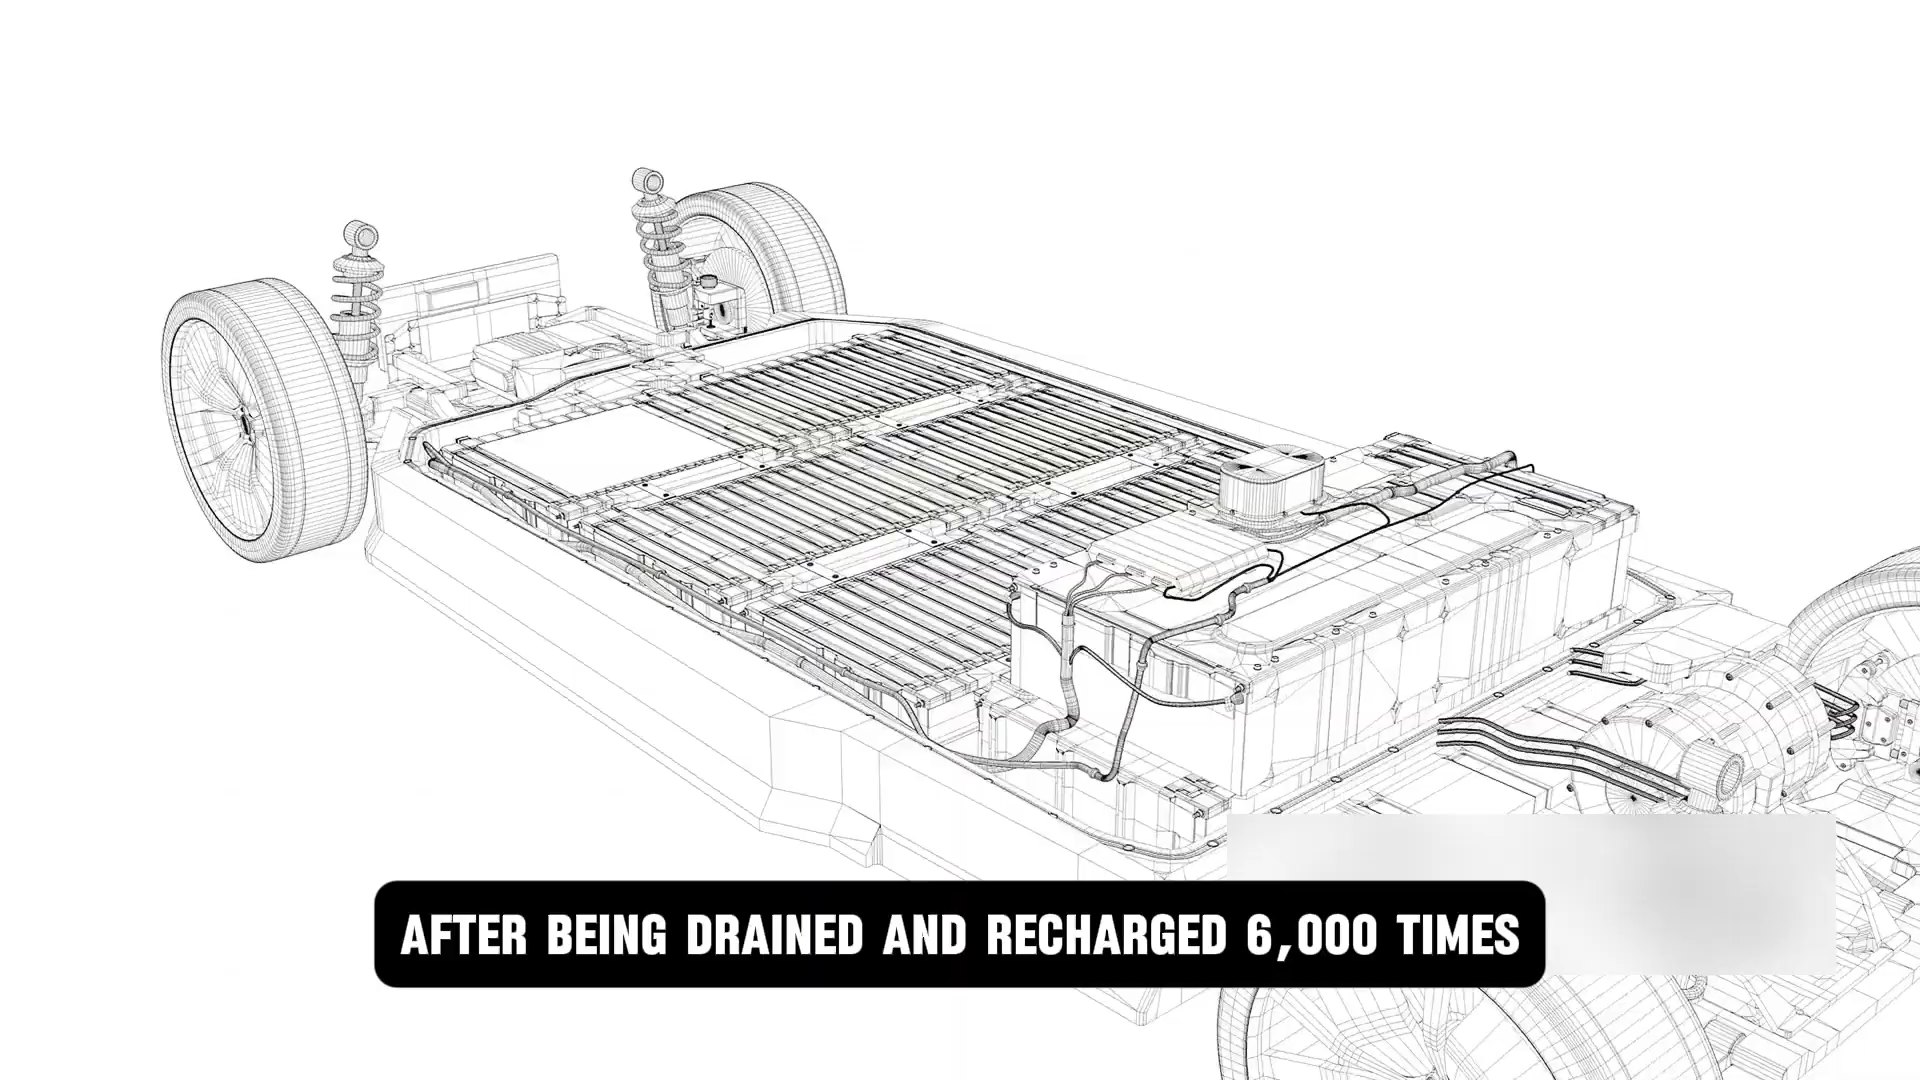 AFTER BEING DRAINED AND RECHARGED 6,000 TIMES